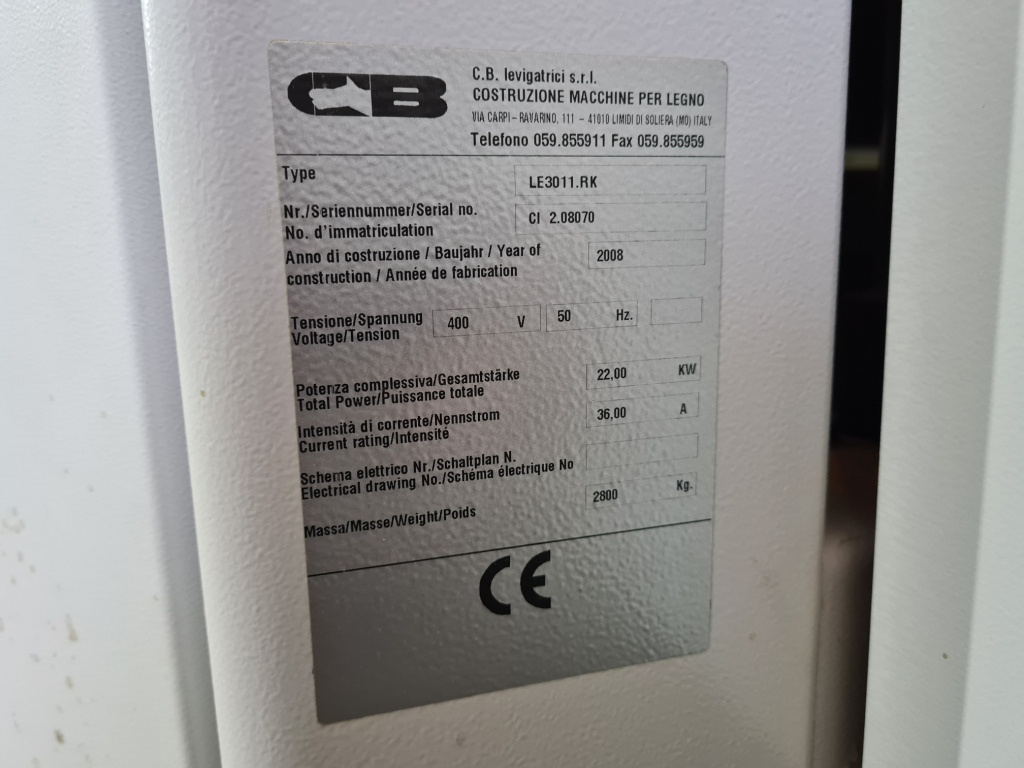 CB
C.B. levigatrici s.r.l.
COSTRUZIONE MACCHINE PER LEGNO
VIA CARPI - RAVARINO, 111 - 41010 LIMIDI DI SOLIERA (MO) ITALY
Telefono 059.855911 Fax 059.855959
Type LE3011.RK
Nr./Seriennummer/Serial no. CI 2.08070
No. d'immatriculation
Anno di costruzione / Baujahr / Year of 2008
construction / Année de fabrication
Tensione/Spannung 400 V 50 Hz.
Voltage/Tension
Potenza complessiva/Gesamtstärke 22,00 KW
Total Power/Puissance totale
Intensità di corrente/Nennstrom 36,00 A
Current rating/Intensité
Schema elettrico Nr./Schaltplan N.
Electrical drawing No./Schéma électrique No
Massa/Masse/Weight/Poids 2800 Kg.
CE